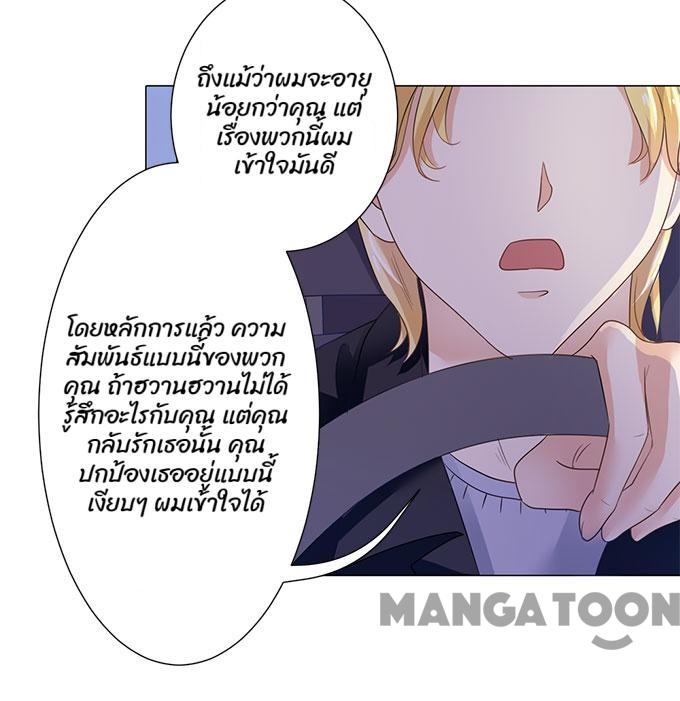 ถึงแม้ว่าผมจะอายุ
น้อยกว่าคุณ แต่
เรื่องพวกนี้ผม
เข้าใจมันดี
โดยหลักการแล้ว ความ
สัมพันธ์แบบนี้ของพวก
คุณ ถ้าฮวานฮวานไม่ได้
รู้สึกอะไรกับคุณ แต่คุณ
กลับรักเธอนั้น คุณ
ปกป้องเธออยู่แบบนี้
เงียบๆ ผมเข้าใจได้
MANGATOON